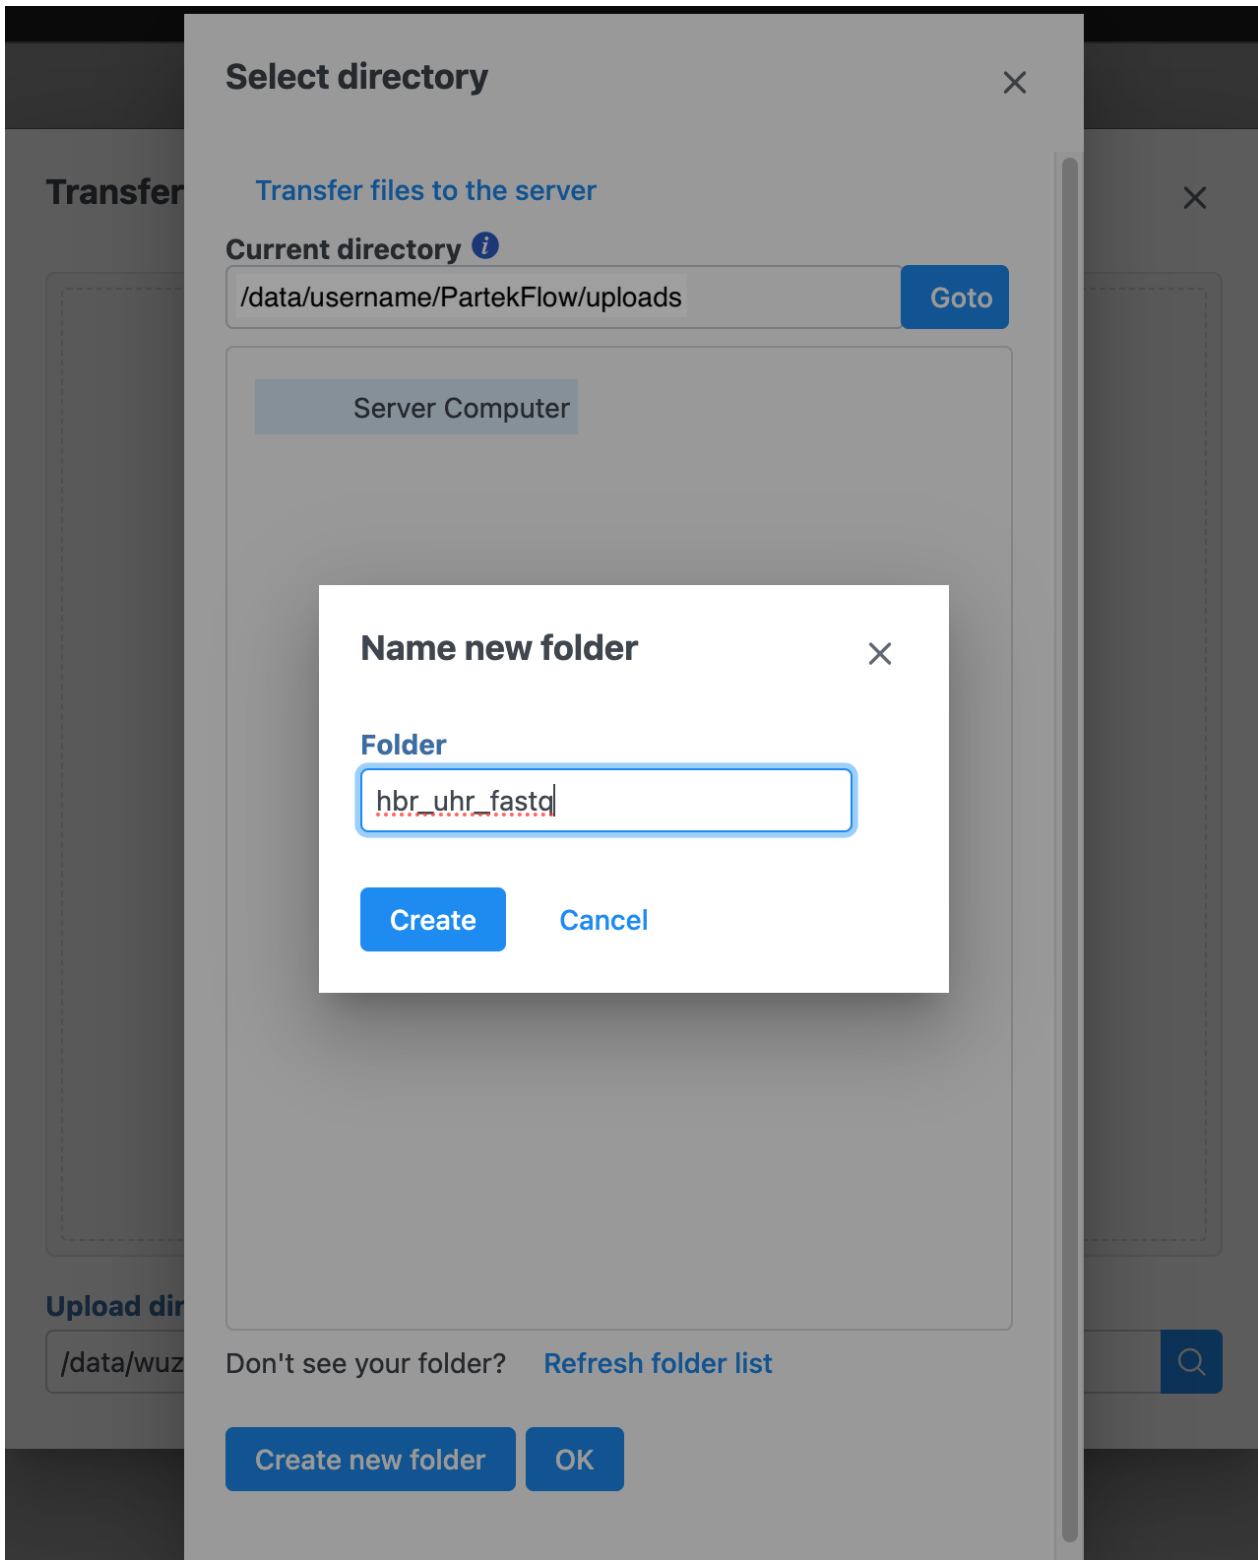 Select directory
Transfer
Transfer files to the server
Current directory i
/data/username/PartekFlow/uploads
Goto
Server Computer
Name new folder
Folder
hbr_uhr_fastq
Create Cancel
Upload dir
/data/wuz
Don't see your folder? Refresh folder list
Create new folder OK